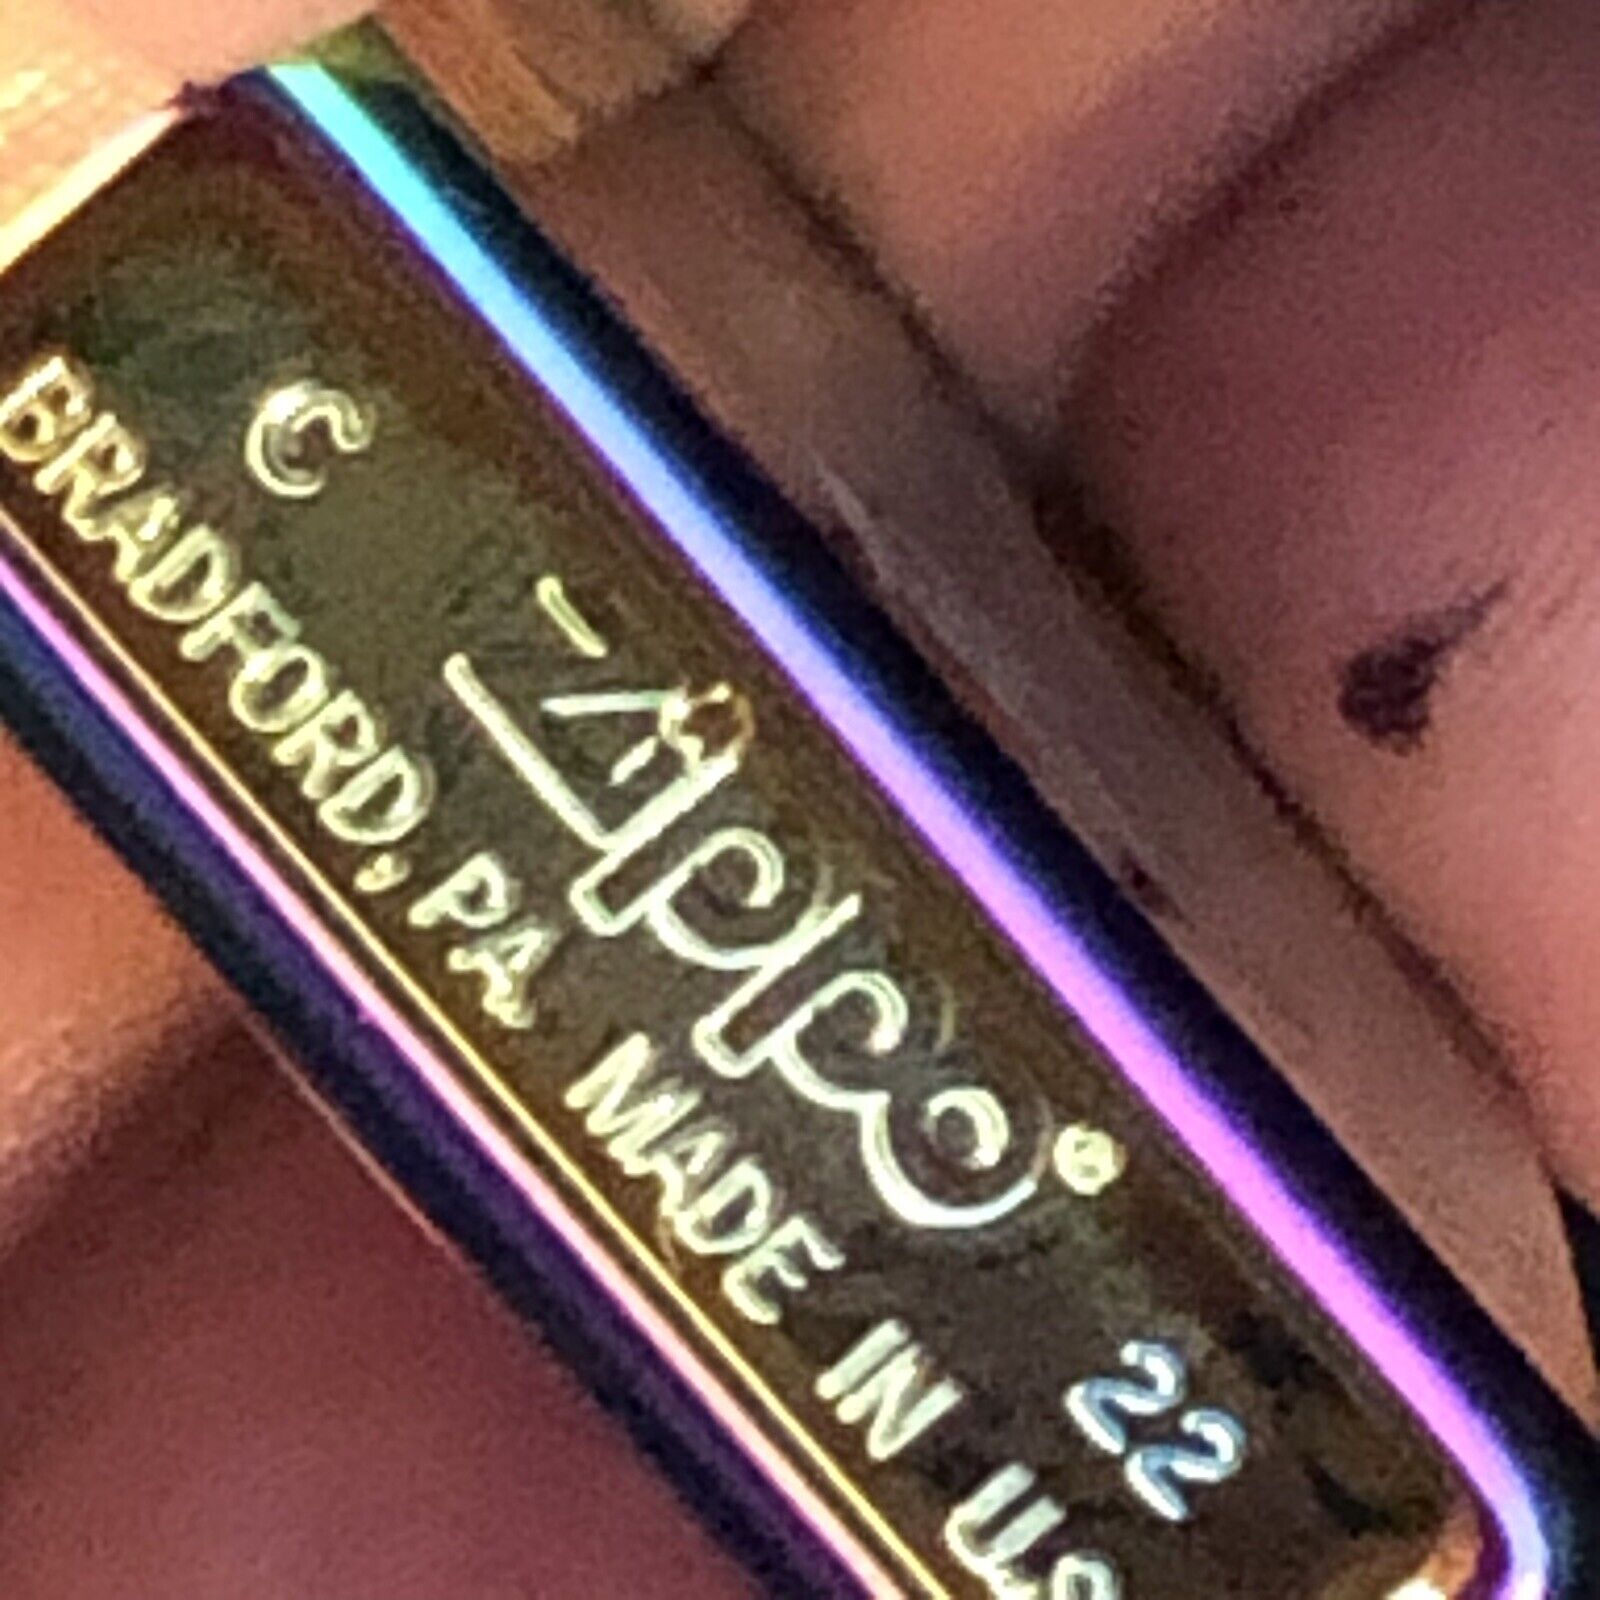 C Zippo® 22
BRADFORD, PA. MADE IN U.S